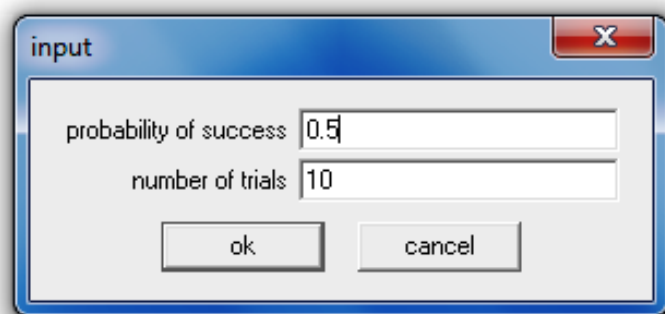 input
probability of success 0.5
number of trials 10
ok cancel